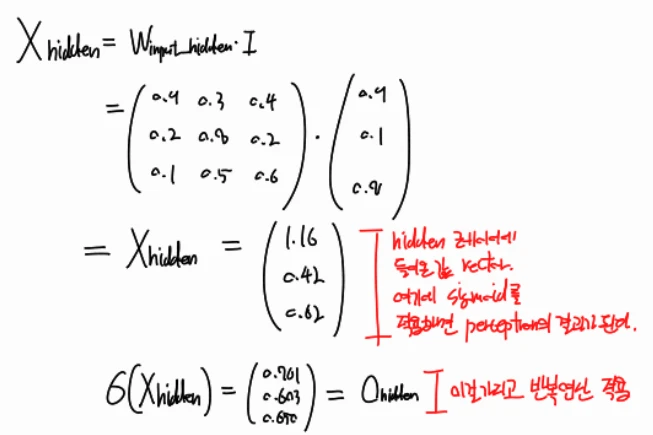 X hidden = W input_hidden · I
= ( 0.9 0.3 0.4
0.2 0.8 0.2
0.1 0.5 0.6 ) · ( 0.9
0.1
0.8 )
= X hidden = ( 1.16
0.42
0.62 )
hidden 레이어에
들어온 값 vector.
여기에 sigmoid를
적용하면 perceptron의 결과가 된다.
σ(X hidden) = ( 0.761
0.603
0.650 ) = O hidden
이걸가지고 반복연산 적용